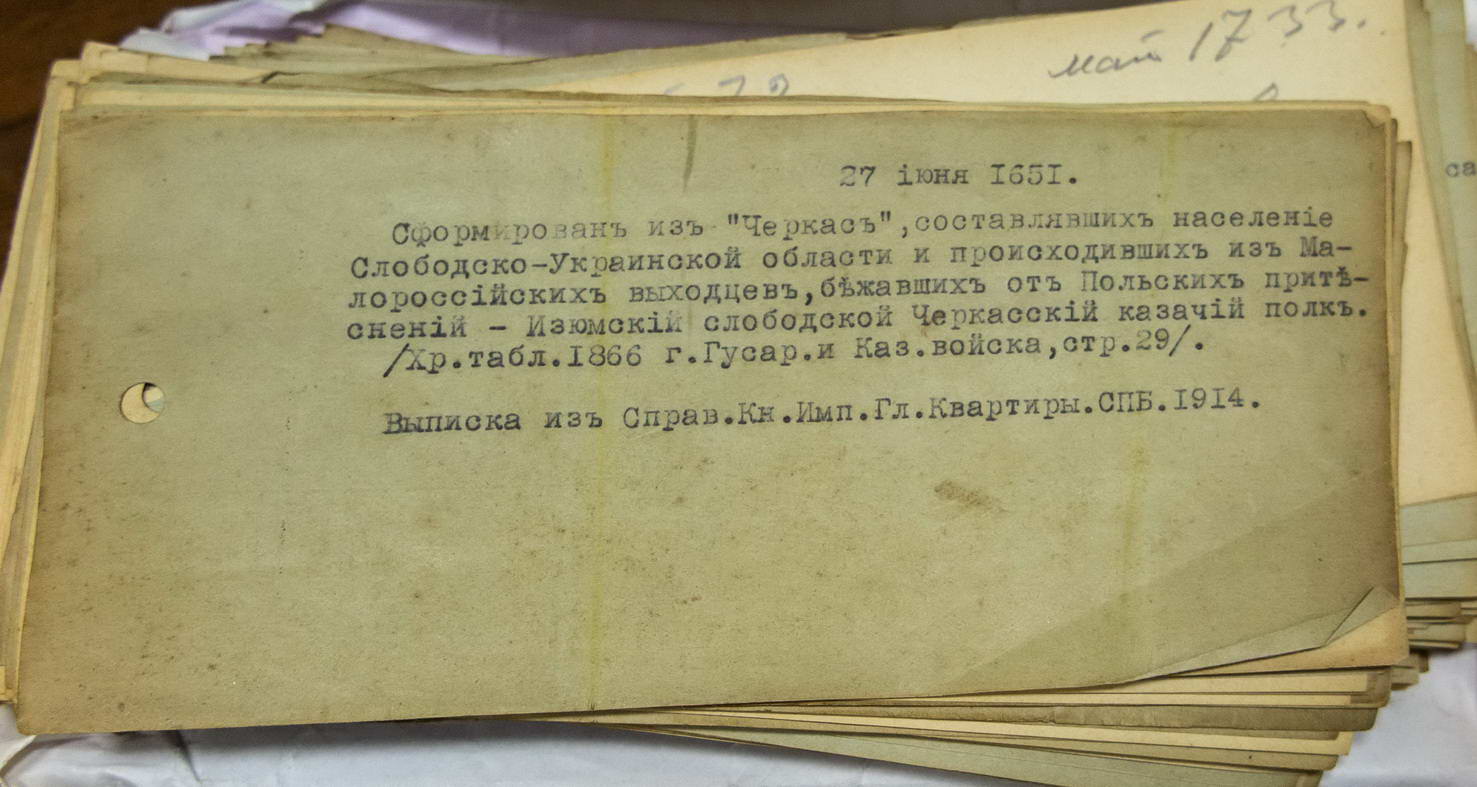 май 1733.
са
27 іюня 1651.
Сформированъ изъ "Черкасъ",составлявшихъ населеніе
Слободско-Украинской области и происходившихъ изъ Ма-
лороссійскихъ выходцевъ,бѣжавшихъ отъ Польскихъ притѣ-
сненій - Изюмскій слободской Черкасскій казачій полкъ.
/Хр.табл.1866 г.Гусар.и Каз.войска,стр.29/.
Выписка изъ Справ.Кн.Имп.Гл.Квартиры.СПБ.1914.